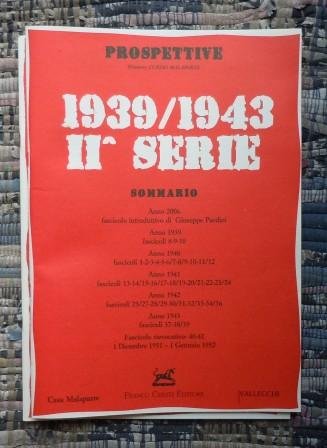 PROSPETTIVE
Direttore CURZIO MALAPARTE
1939/1943
II^ SERIE
SOMMARIO
Anno 2006
fascicolo introduttivo di Giuseppe Pardini
Anno 1939
fascicoli 8-9-10
Anno 1940
fascicoli 1-2-3-4-5-6/7-8/9-10-11/12
Anno 1941
fascicoli 13-14/15-16/17-18/19-20/21-22-23/24
Anno 1942
fascicoli 25/27-28/29-30/31-32/33-34/36
Anno 1943
fascicoli 37-38/39
Fascicolo rievocativo 40-41
1 Dicembre 1951 - 1 Gennaio 1952
Casa Malaparte
FRANCO CESATI EDITORE
VALLECCHI